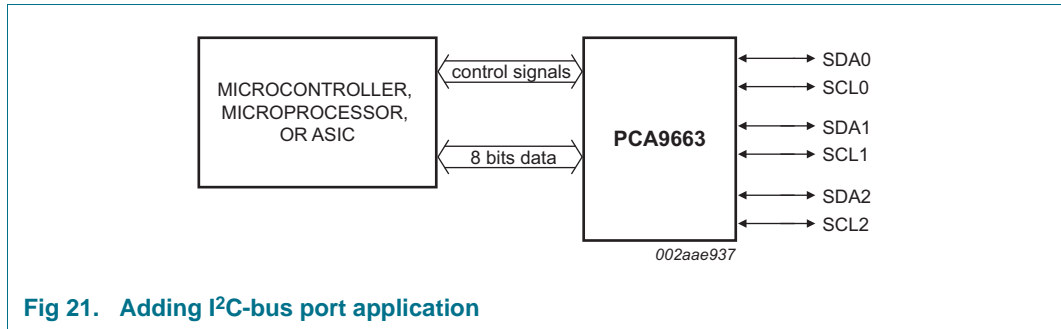 MICROCONTROLLER,
MICROPROCESSOR,
OR ASIC
control signals
8 bits data
PCA9663
SDA0
SCL0
SDA1
SCL1
SDA2
SCL2
002aae937
Fig 21. Adding I²C-bus port application